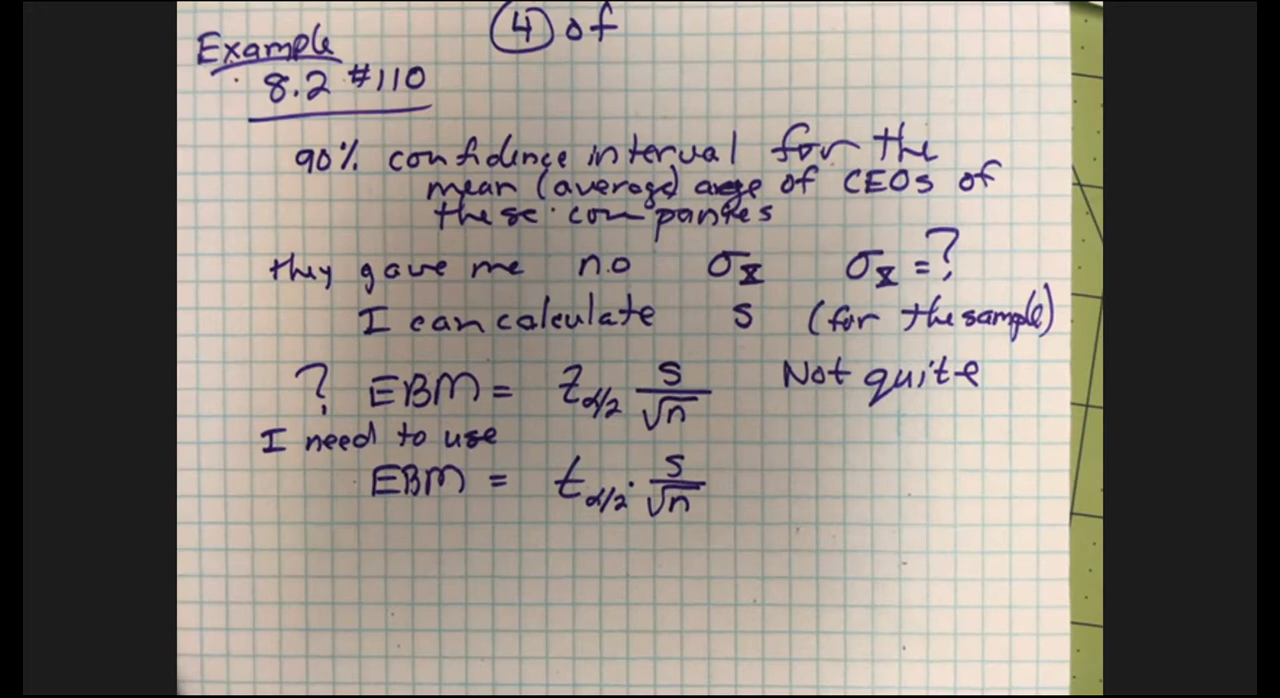 ④ of
Example
8.2 #110
90% confidence interval for the
mean (average) age of CEOs of
these companies
they gave me no σₓ σₓ = ?
I can calculate s (for the sample)
? EBM = z_{α/2} s/√n Not quite
I need to use
EBM = t_{α/2} · s/√n